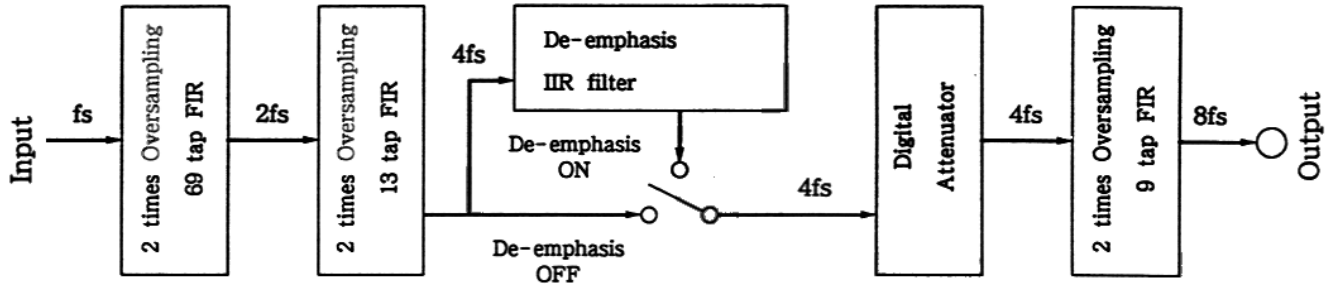 Input
fs
2 times Oversampling
69 tap FIR
2fs
2 times Oversampling
13 tap FIR
4fs
De-emphasis
IIR filter
De-emphasis
ON
De-emphasis
OFF
4fs
Digital
Attenuator
4fs
2 times Oversampling
9 tap FIR
8fs
Output